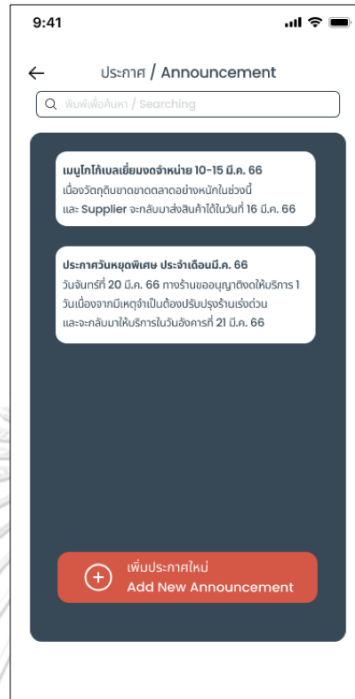 9:41
ประกาศ / Announcement
พิมพ์เพื่อค้นหา / Searching
เมนูโกโก้เบลเยี่ยมงดจำหน่าย 10-15 มี.ค. 66
เนื่องวัตถุดิบขาดขาดตลาดอย่างหนักในช่วงนี้
และ Supplier จะกลับมาส่งสินค้าได้ในวันที่ 16 มี.ค. 66
ประกาศวันหยุดพิเศษ ประจำเดือนมี.ค. 66
วันจันทร์ที่ 20 มี.ค. 66 ทางร้านขออนุญาติงดให้บริการ 1
วันเนื่องจากมีเหตุจำเป็นต้องปรับปรุงร้านเร่งด่วน
และจะกลับมาให้บริการในวันอังคารที่ 21 มี.ค. 66
เพิ่มประกาศใหม่
Add New Announcement